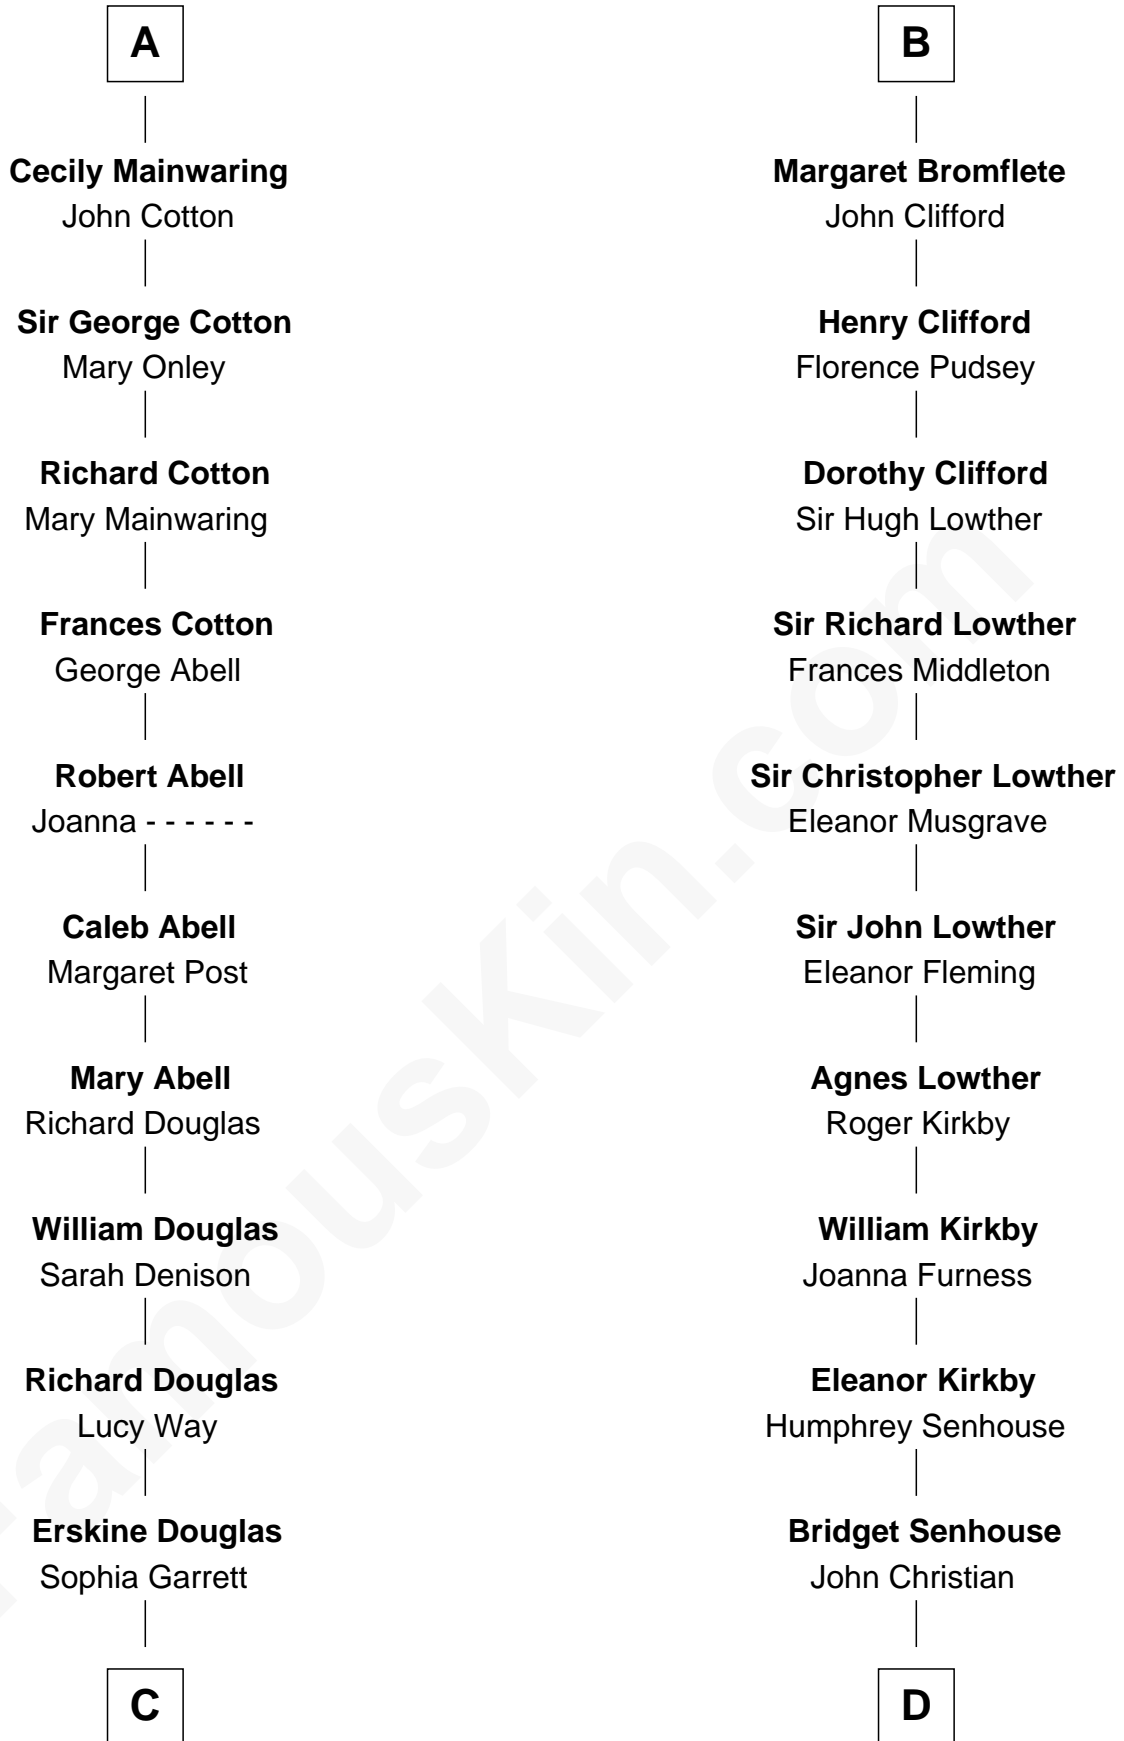 A
Cecily Mainwaring
John Cotton
Sir George Cotton
Mary Onley
Richard Cotton
Mary Mainwaring
Frances Cotton
George Abell
Robert Abell
Joanna - - - - - -
Caleb Abell
Margaret Post
Mary Abell
Richard Douglas
William Douglas
Sarah Denison
Richard Douglas
Lucy Way
Erskine Douglas
Sophia Garrett
C
B
Margaret Bromflete
John Clifford
Henry Clifford
Florence Pudsey
Dorothy Clifford
Sir Hugh Lowther
Sir Richard Lowther
Frances Middleton
Sir Christopher Lowther
Eleanor Musgrave
Sir John Lowther
Eleanor Fleming
Agnes Lowther
Roger Kirkby
William Kirkby
Joanna Furness
Eleanor Kirkby
Humphrey Senhouse
Bridget Senhouse
John Christian
D
FamousKin.com